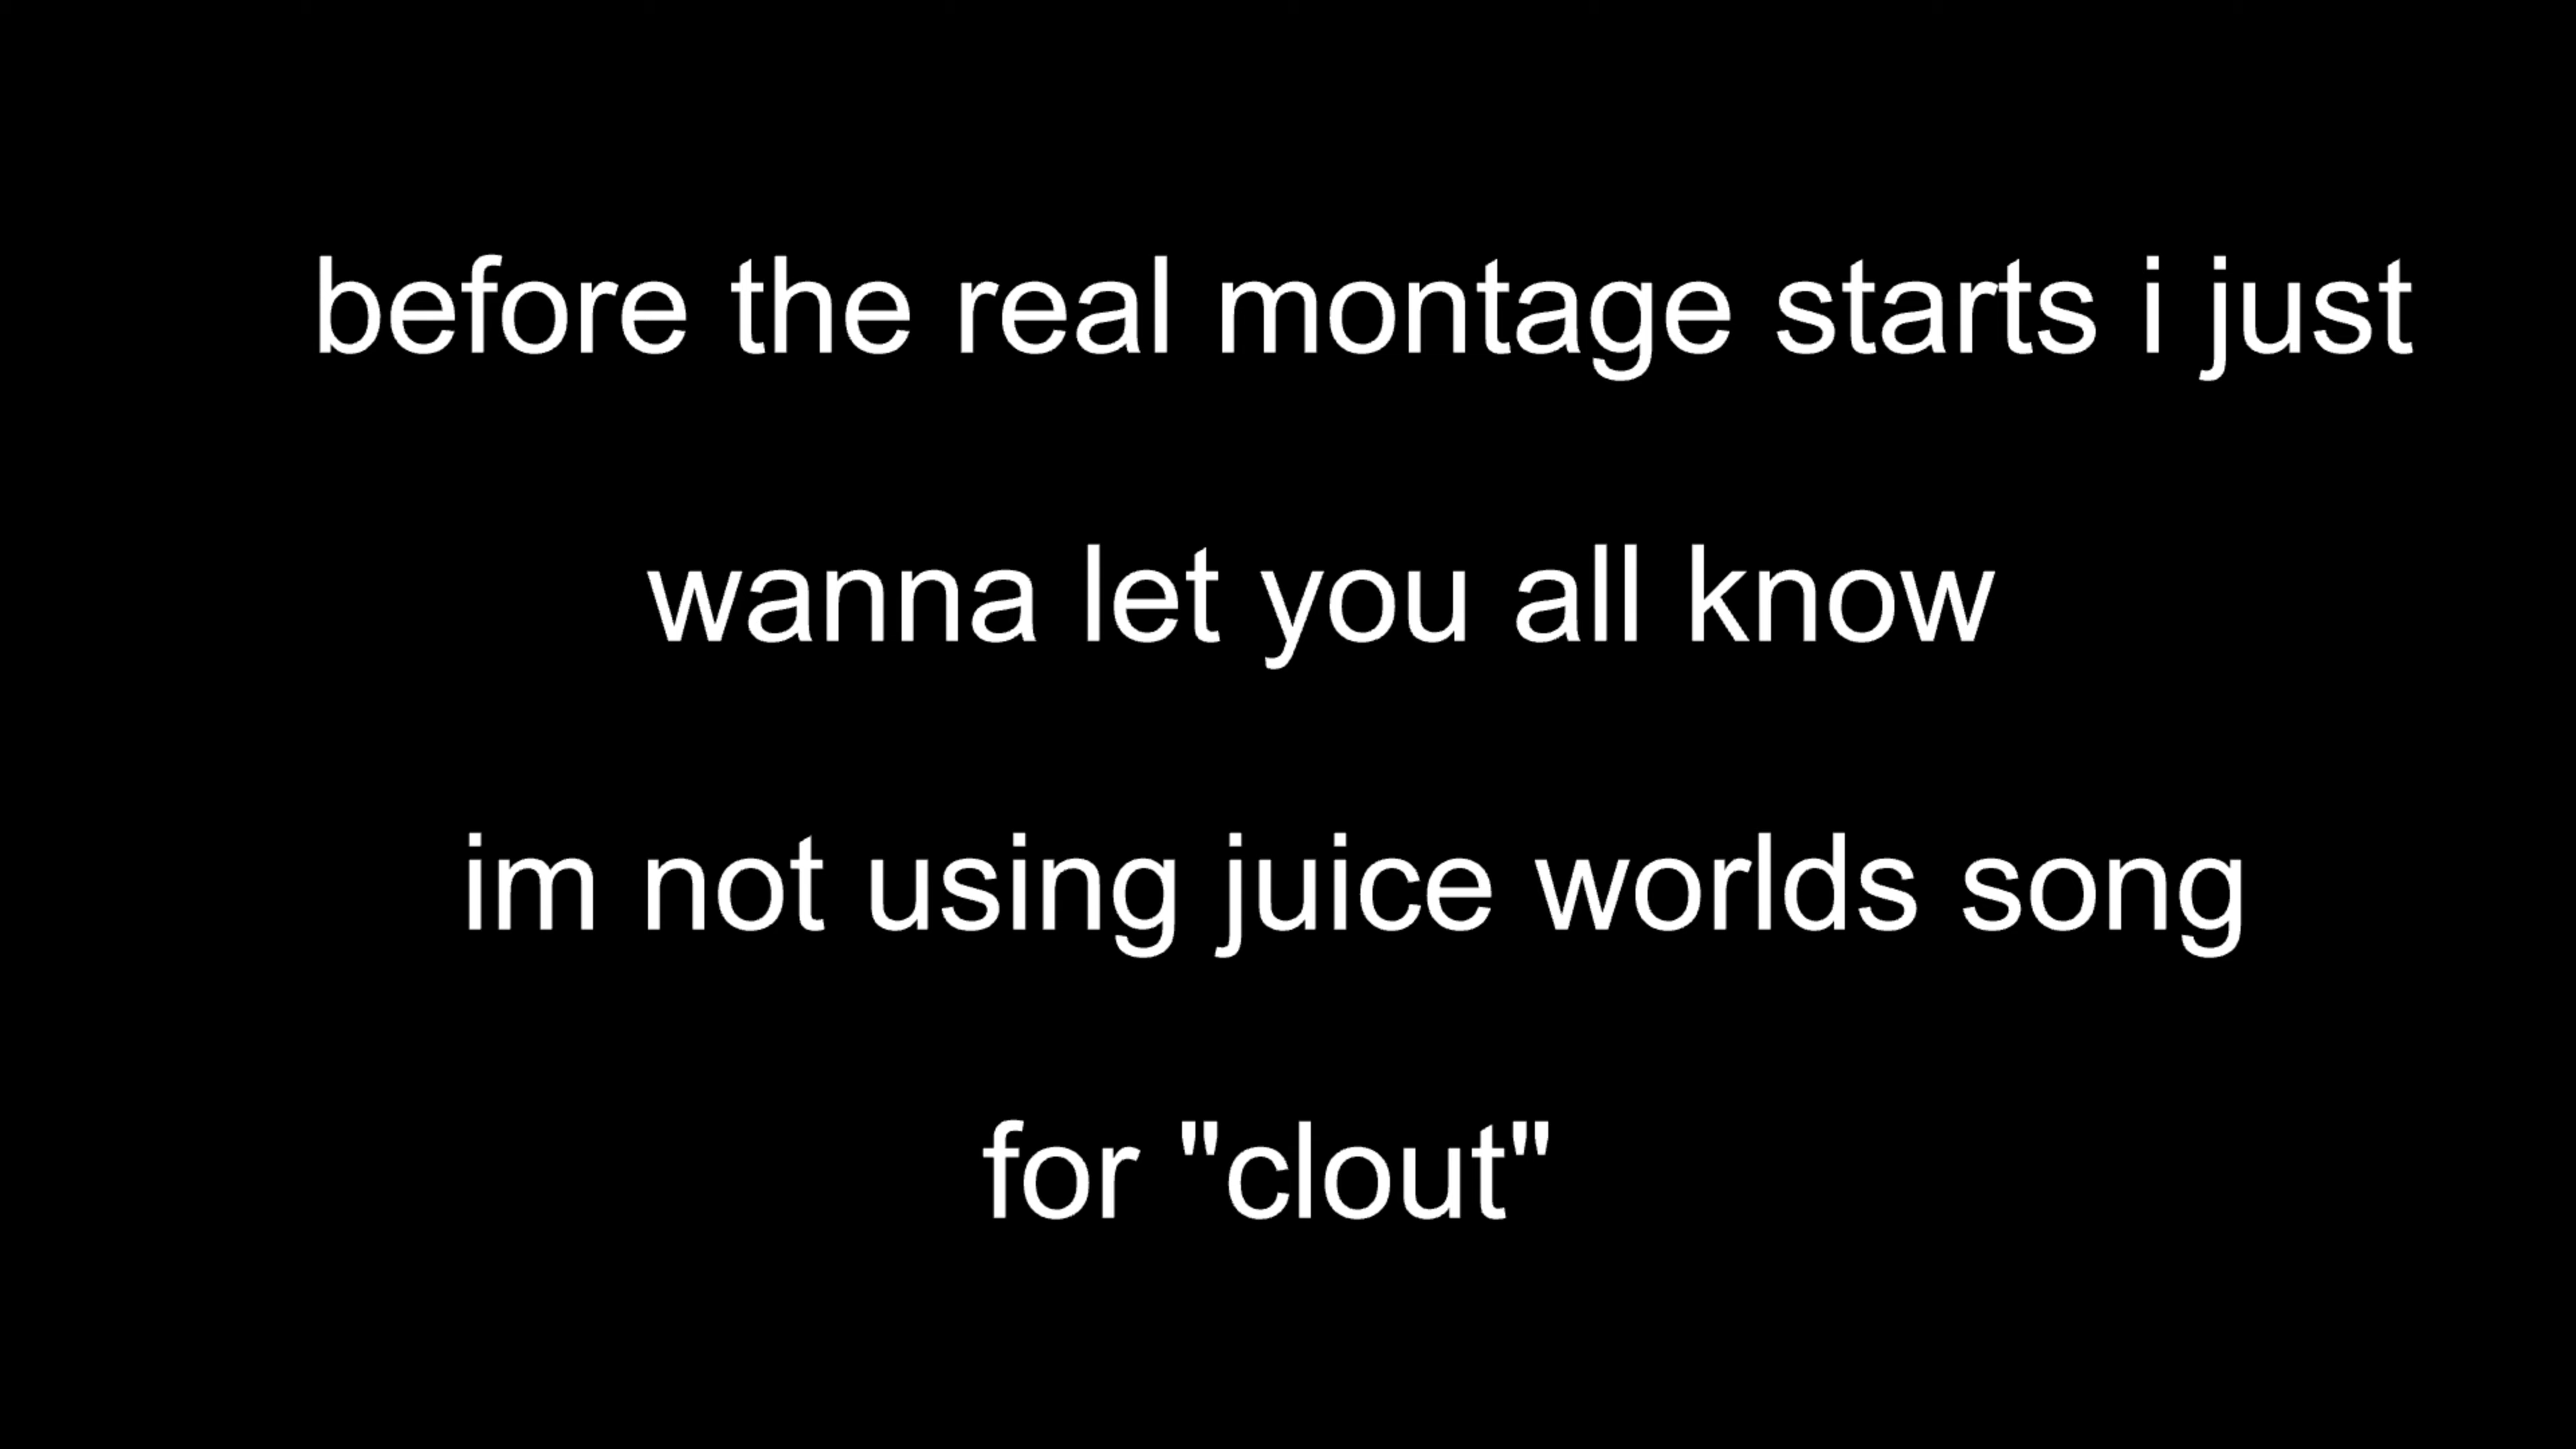 before the real montage starts i just
wanna let you all know
im not using juice worlds song
for "clout"